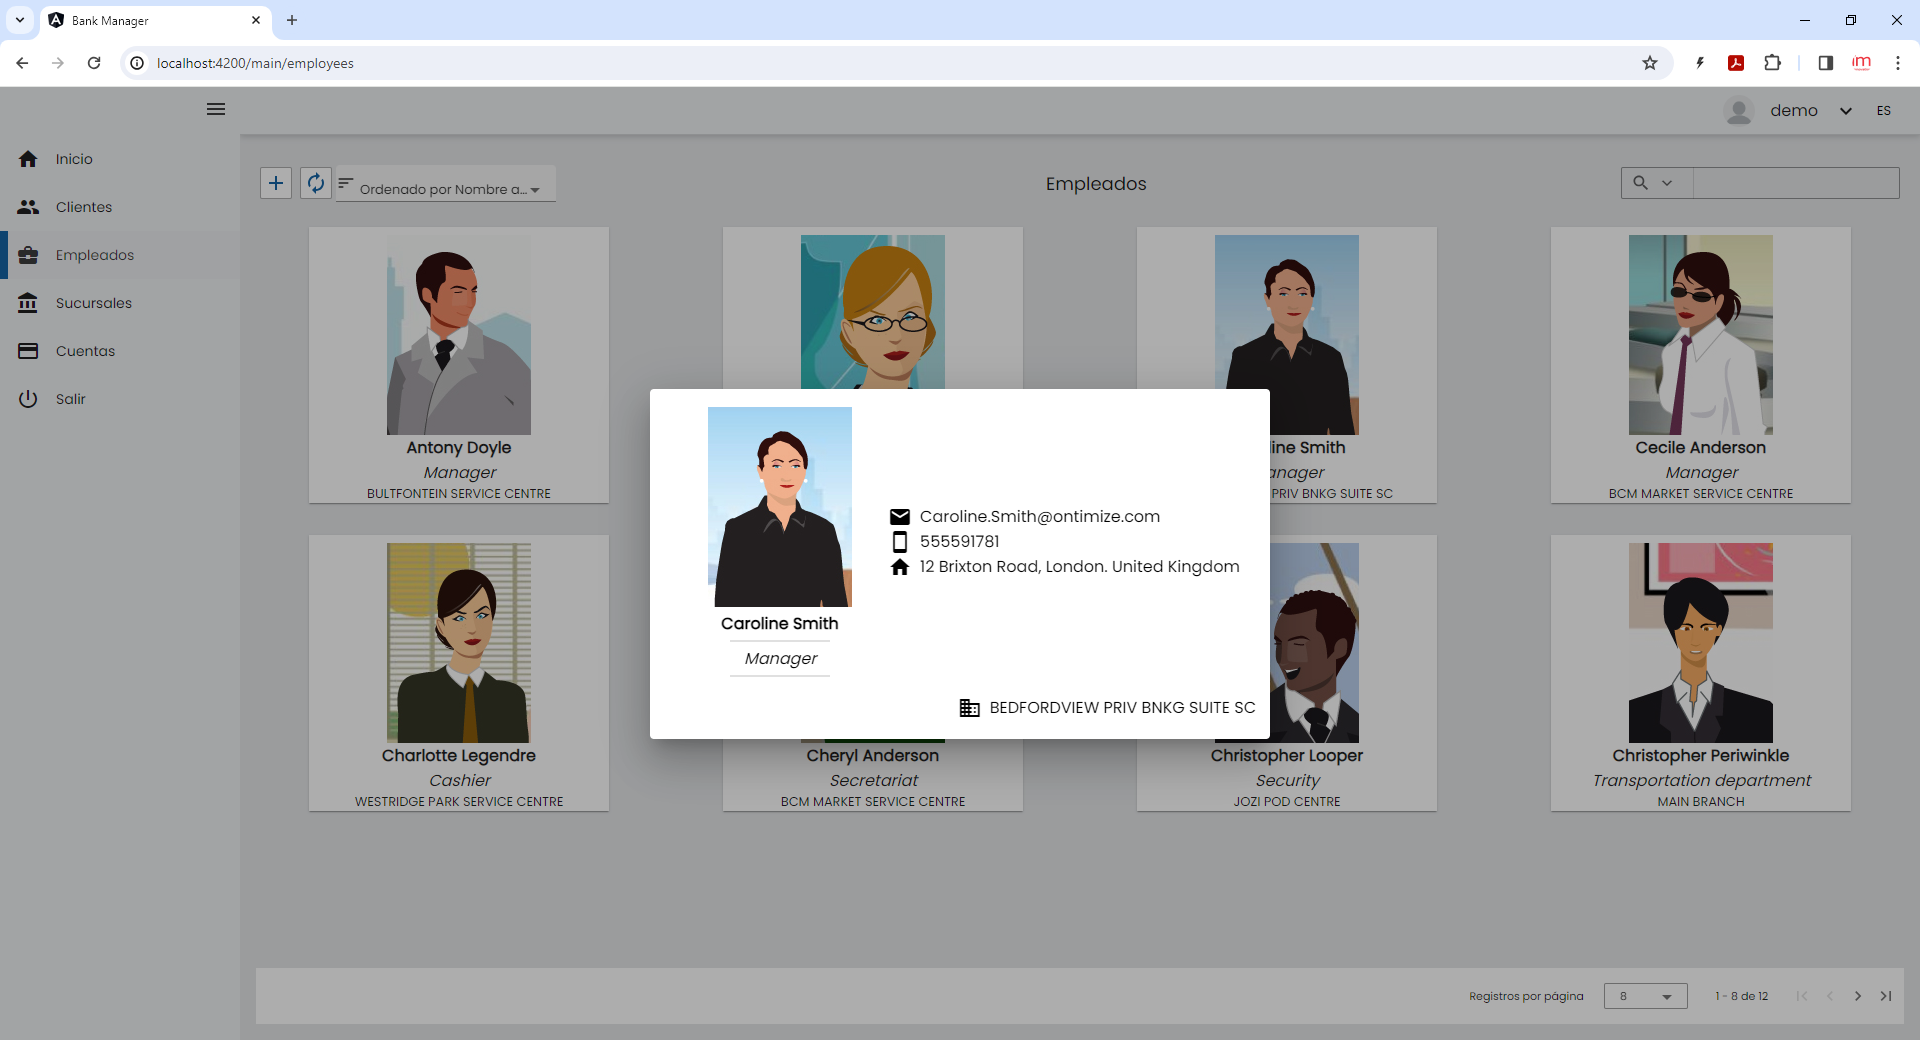 Bank Manager
localhost:4200/main/employees
demo
ES
Inicio
Clientes
Empleados
Sucursales
Cuentas
Salir
Ordenado por Nombre a...
Empleados
Antony Doyle
Manager
BULTFONTEIN SERVICE CENTRE
line Smith
anager
PRIV BNKG SUITE SC
Cecile Anderson
Manager
BCM MARKET SERVICE CENTRE
Caroline Smith
Manager
Caroline.Smith@ontimize.com
555591781
12 Brixton Road, London. United Kingdom
BEDFORDVIEW PRIV BNKG SUITE SC
Charlotte Legendre
Cashier
WESTRIDGE PARK SERVICE CENTRE
Cheryl Anderson
Secretariat
BCM MARKET SERVICE CENTRE
Christopher Looper
Security
JOZI POD CENTRE
Christopher Periwinkle
Transportation department
MAIN BRANCH
Registros por página
8
1 - 8 de 12